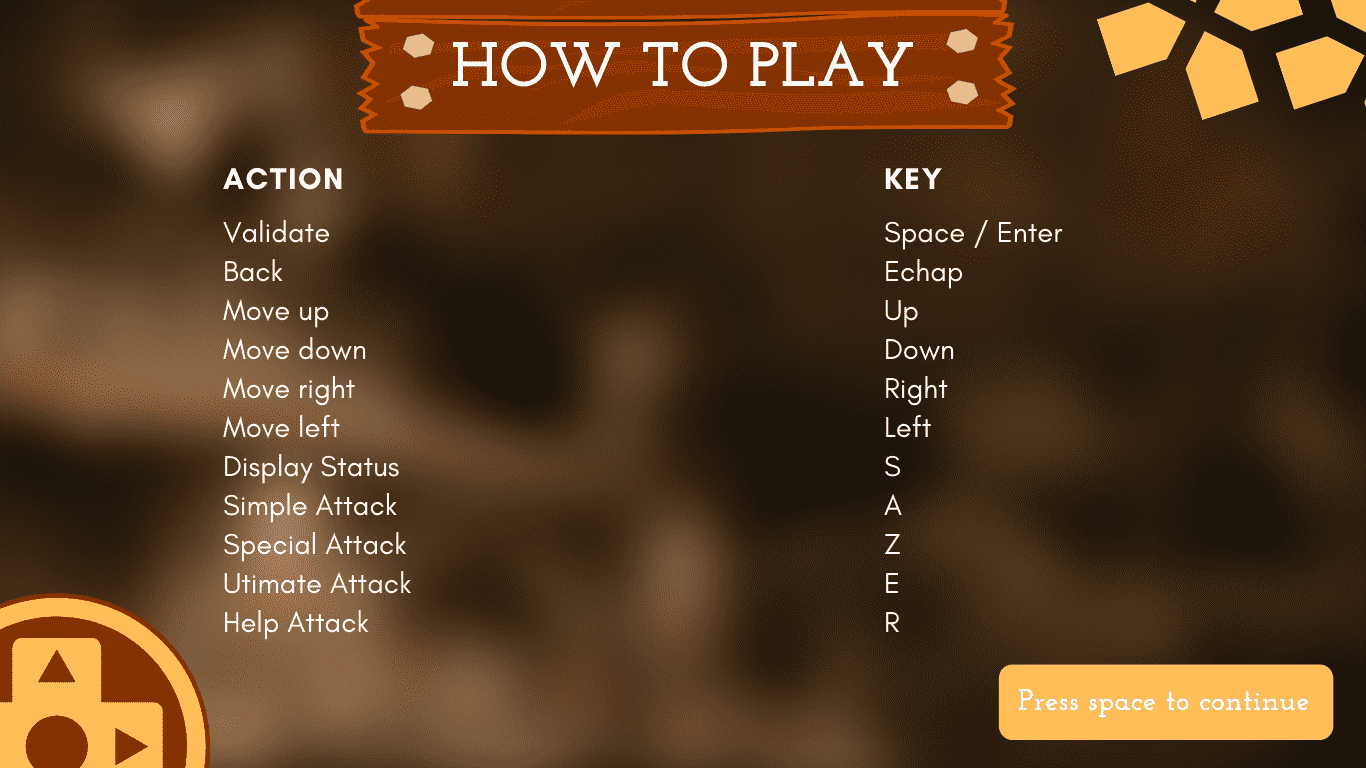 HOW TO PLAY
ACTION KEY
Validate Space / Enter
Back Echap
Move up Up
Move down Down
Move right Right
Move left Left
Display Status S
Simple Attack A
Special Attack Z
Utimate Attack E
Help Attack R
Press space to continue